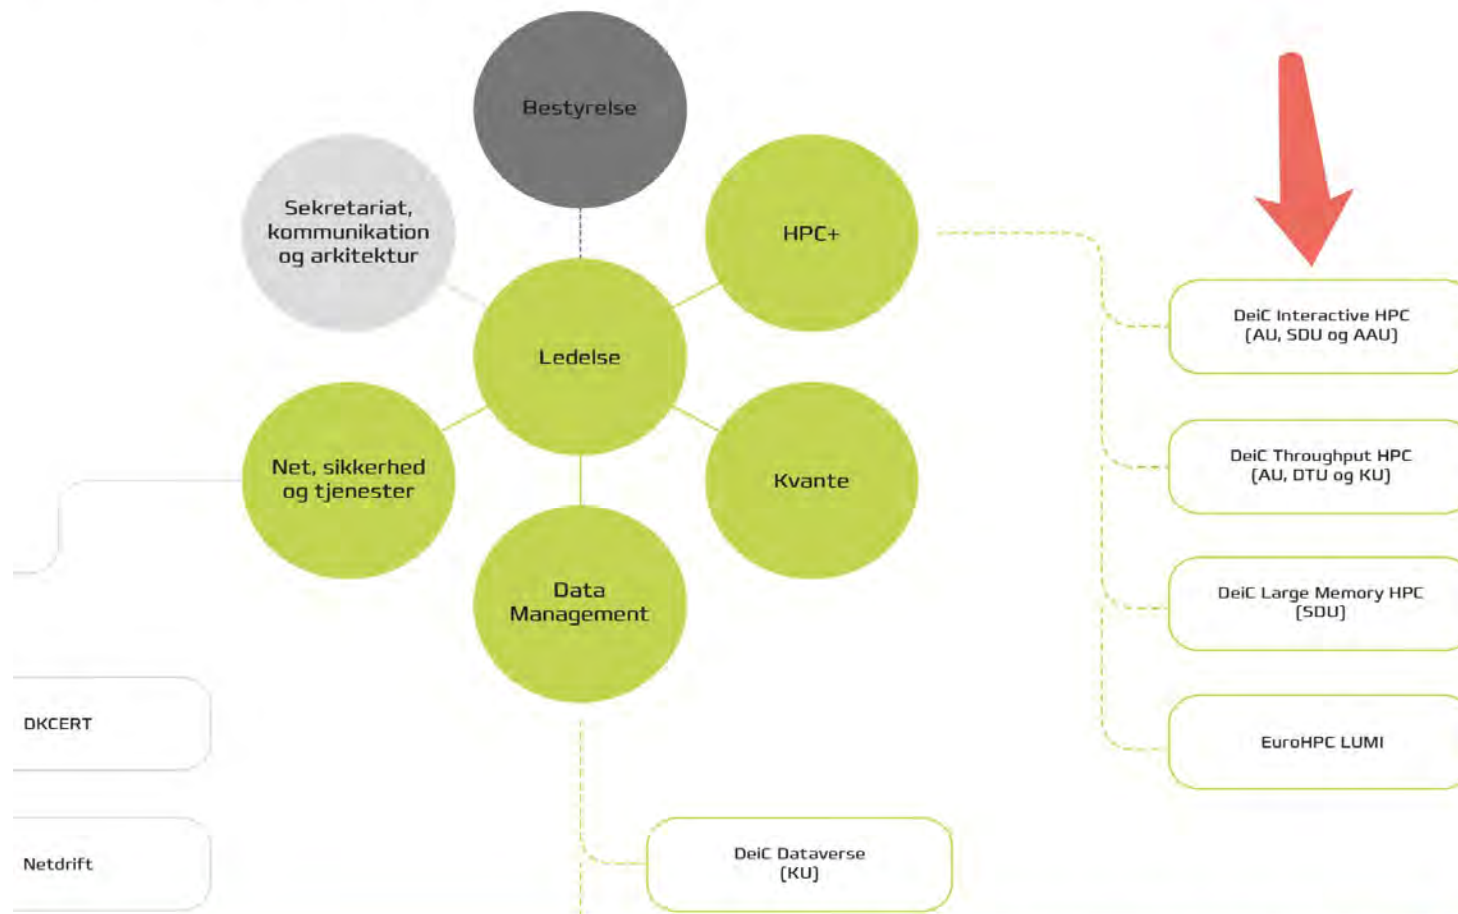 Bestyrelse
Sekretariat,
kommunikation
og arkitektur
HPC+
Ledelse
Net, sikkerhed
og tjenester
Kvante
Data
Management
DeiC Interactive HPC
(AU, SDU og AAU)
DeiC Throughput HPC
(AU, DTU og KU)
DeiC Large Memory HPC
(SDU)
EuroHPC LUMI
DKCERT
Netdrift
DeiC Dataverse
(KU)